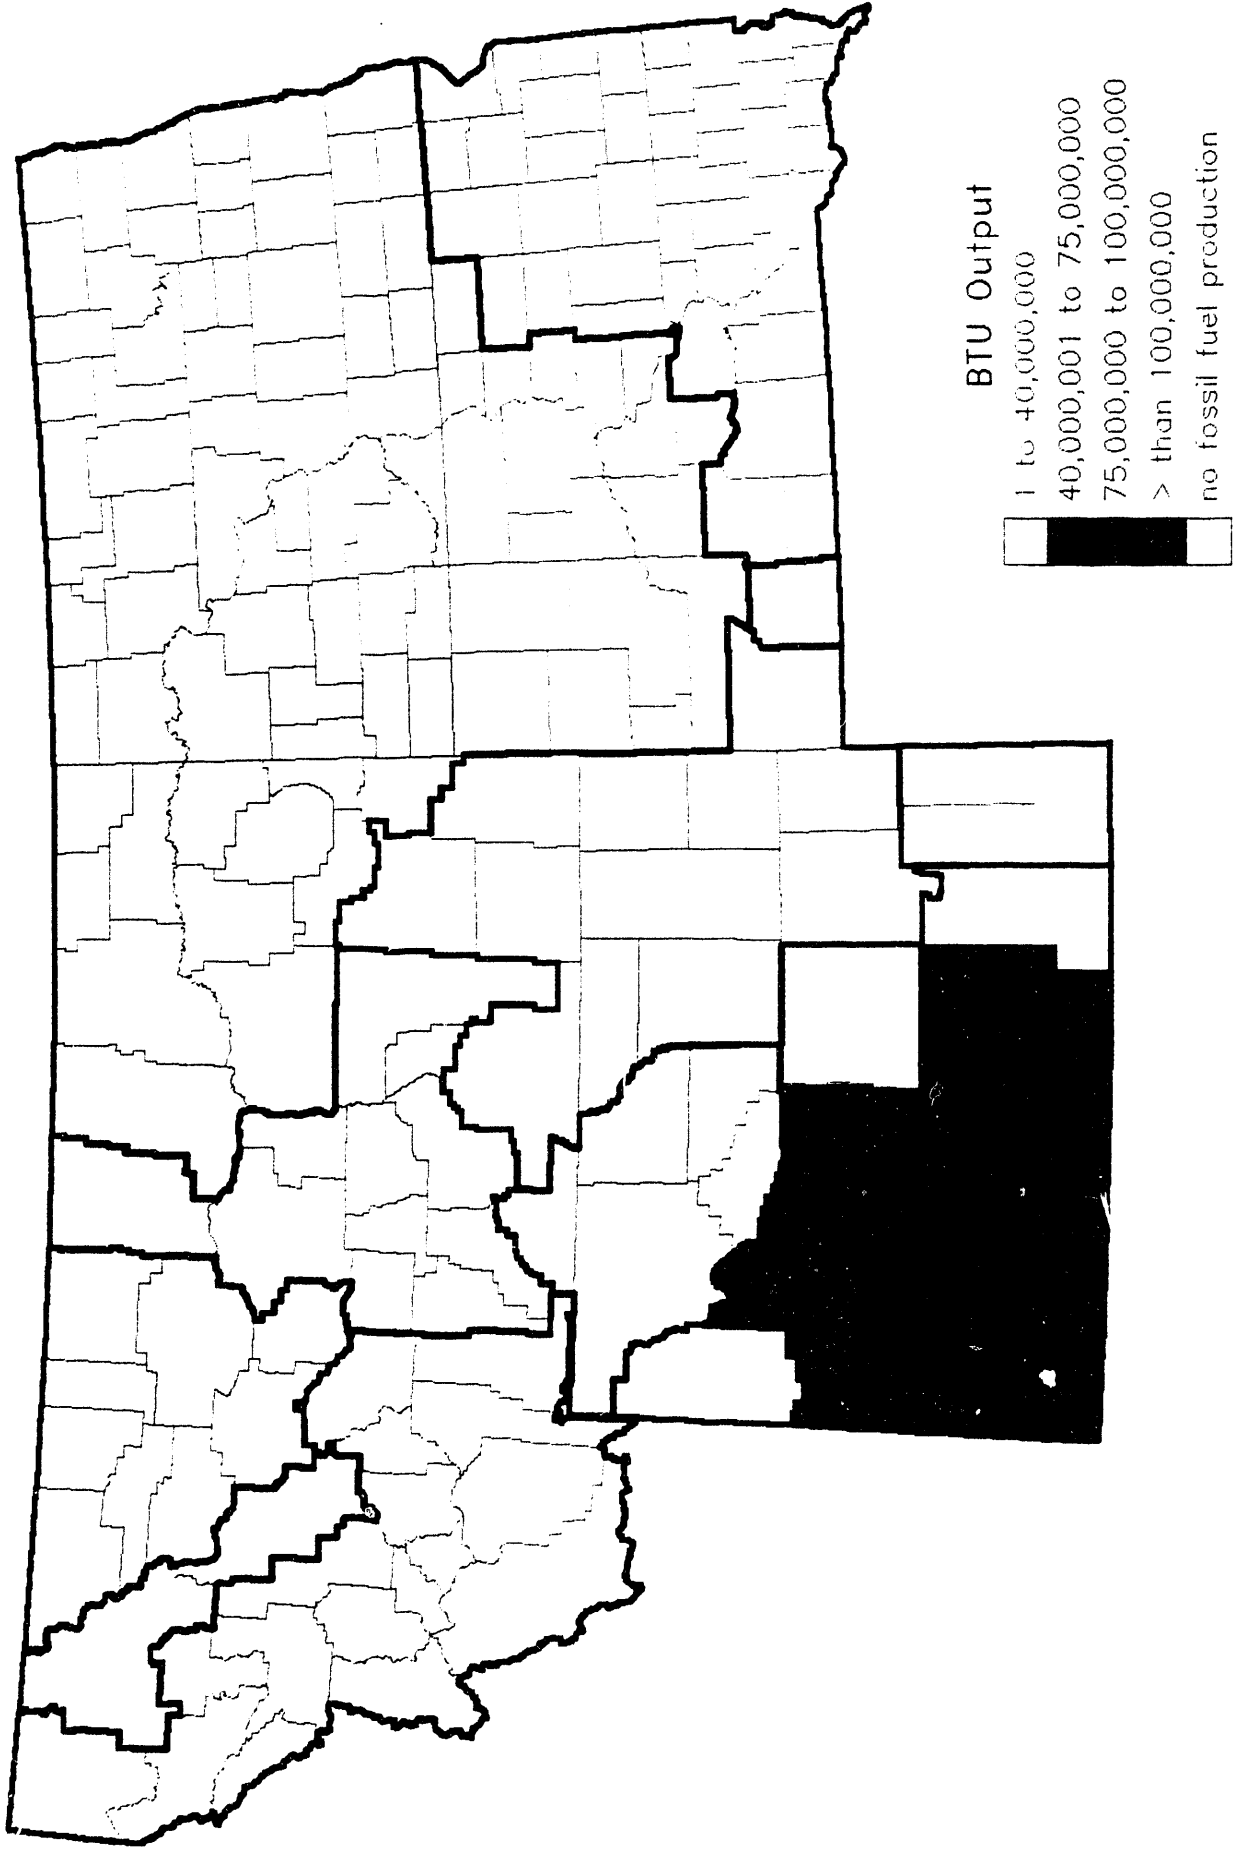 BTU Output
1 to 40,000,000
40,000,001 to 75,000,000
75,000,000 to 100,000,000
> than 100,000,000
no fossil fuel production